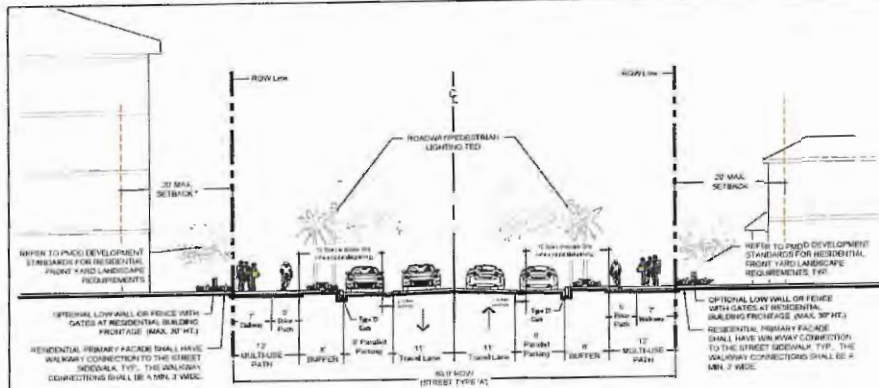 ROW Line
ROW Line
ROADWAY/PEDESTRIAN
LIGHTING TBD
20' MAX.
SETBACK
20' MAX.
SETBACK
REFER TO PMDD DEVELOPMENT
STANDARDS FOR RESIDENTIAL
FRONT YARD LANDSCAPE
REQUIREMENTS
REFER TO PMDD DEVELOPMENT
STANDARDS FOR RESIDENTIAL
FRONT YARD LANDSCAPE
REQUIREMENTS, TYP.
OPTIONAL LOW WALL OR FENCE
WITH GATES AT RESIDENTIAL BUILDING
FRONTAGE (MAX. 30" HT.)
RESIDENTIAL PRIMARY FACADE SHALL HAVE
WALKWAY CONNECTION TO THE STREET
SIDEWALK, TYP., THE WALKWAY
CONNECTIONS SHALL BE A MIN. 3' WIDE.
7'
Walkway
5'
Bike
Path
12'
MULTI-USE
PATH
8'
BUFFER
Type 'D'
Curb
8' Parallel
Parking
11'
Travel Lane
11'
Travel Lane
8'
Parallel
Parking
Type 'D'
Curb
8'
BUFFER
5'
Bike
Path
7'
Walkway
12'
MULTI-USE
PATH
ROW
(STREET TYPE 'A')
OPTIONAL LOW WALL OR FENCE
WITH GATES AT RESIDENTIAL
BUILDING FRONTAGE (MAX. 30" HT.)
RESIDENTIAL PRIMARY FACADE
SHALL HAVE WALKWAY CONNECTION
TO THE STREET SIDEWALK, TYP., THE
WALKWAY CONNECTIONS SHALL BE A
MIN. 3' WIDE.